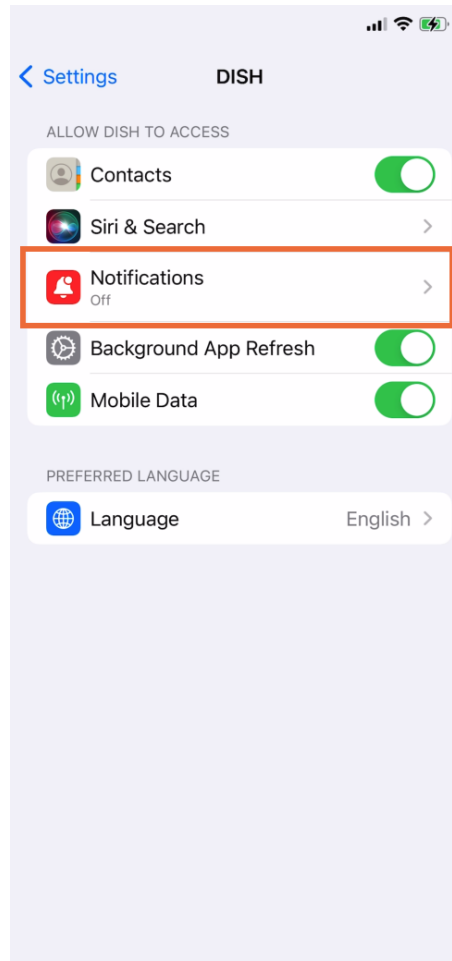 Settings
DISH
ALLOW DISH TO ACCESS
Contacts
Siri & Search
Notifications
Off
Background App Refresh
Mobile Data
PREFERRED LANGUAGE
Language English